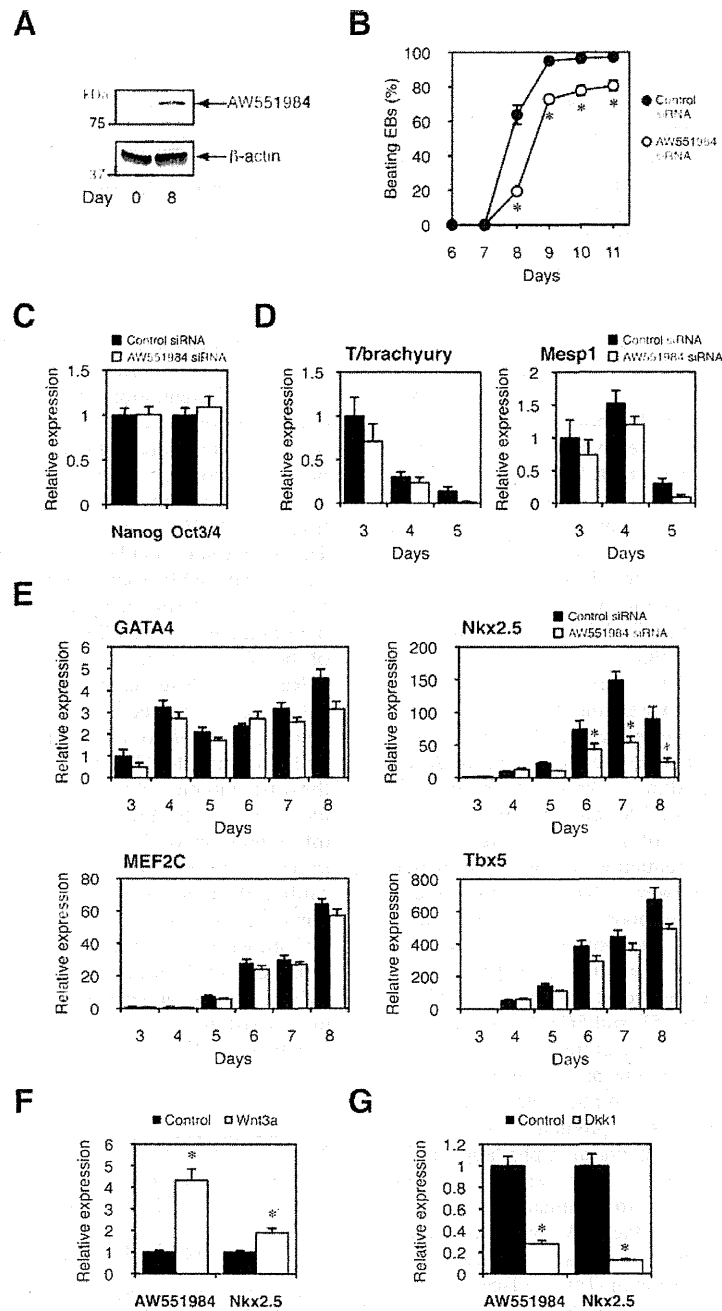 A
kDa
75
AW551984
37
β-actin
Day 0 8
B
Beating EBs (%)
100
80
60
40
20
0
* * * *
6 7 8 9 10 11
Days
Control siRNA
AW551984 siRNA
C
Control siRNA
AW551984 siRNA
Relative expression
1.5
1
0.5
0
Nanog Oct3/4
D
T/brachyury
Relative expression
1.5
1
0.5
0
3 4 5
Days
Mesp1
Control siRNA
AW551984 siRNA
Relative expression
2
1.5
1
0.5
0
3 4 5
Days
E
GATA4
Relative expression
6
5
4
3
2
1
0
3 4 5 6 7 8
Days
Nkx2.5
Control siRNA
AW551984 siRNA
Relative expression
200
150
100
50
0
* * *
3 4 5 6 7 8
Days
MEF2C
Relative expression
80
60
40
20
0
3 4 5 6 7 8
Days
Tbx5
Relative expression
800
600
400
200
0
3 4 5 6 7 8
Days
F
Control Wnt3a
Relative expression
6
5
4
3
2
1
0
* *
AW551984 Nkx2.5
G
Control Dkk1
Relative expression
1.2
1
0.8
0.6
0.4
0.2
0
* *
AW551984 Nkx2.5